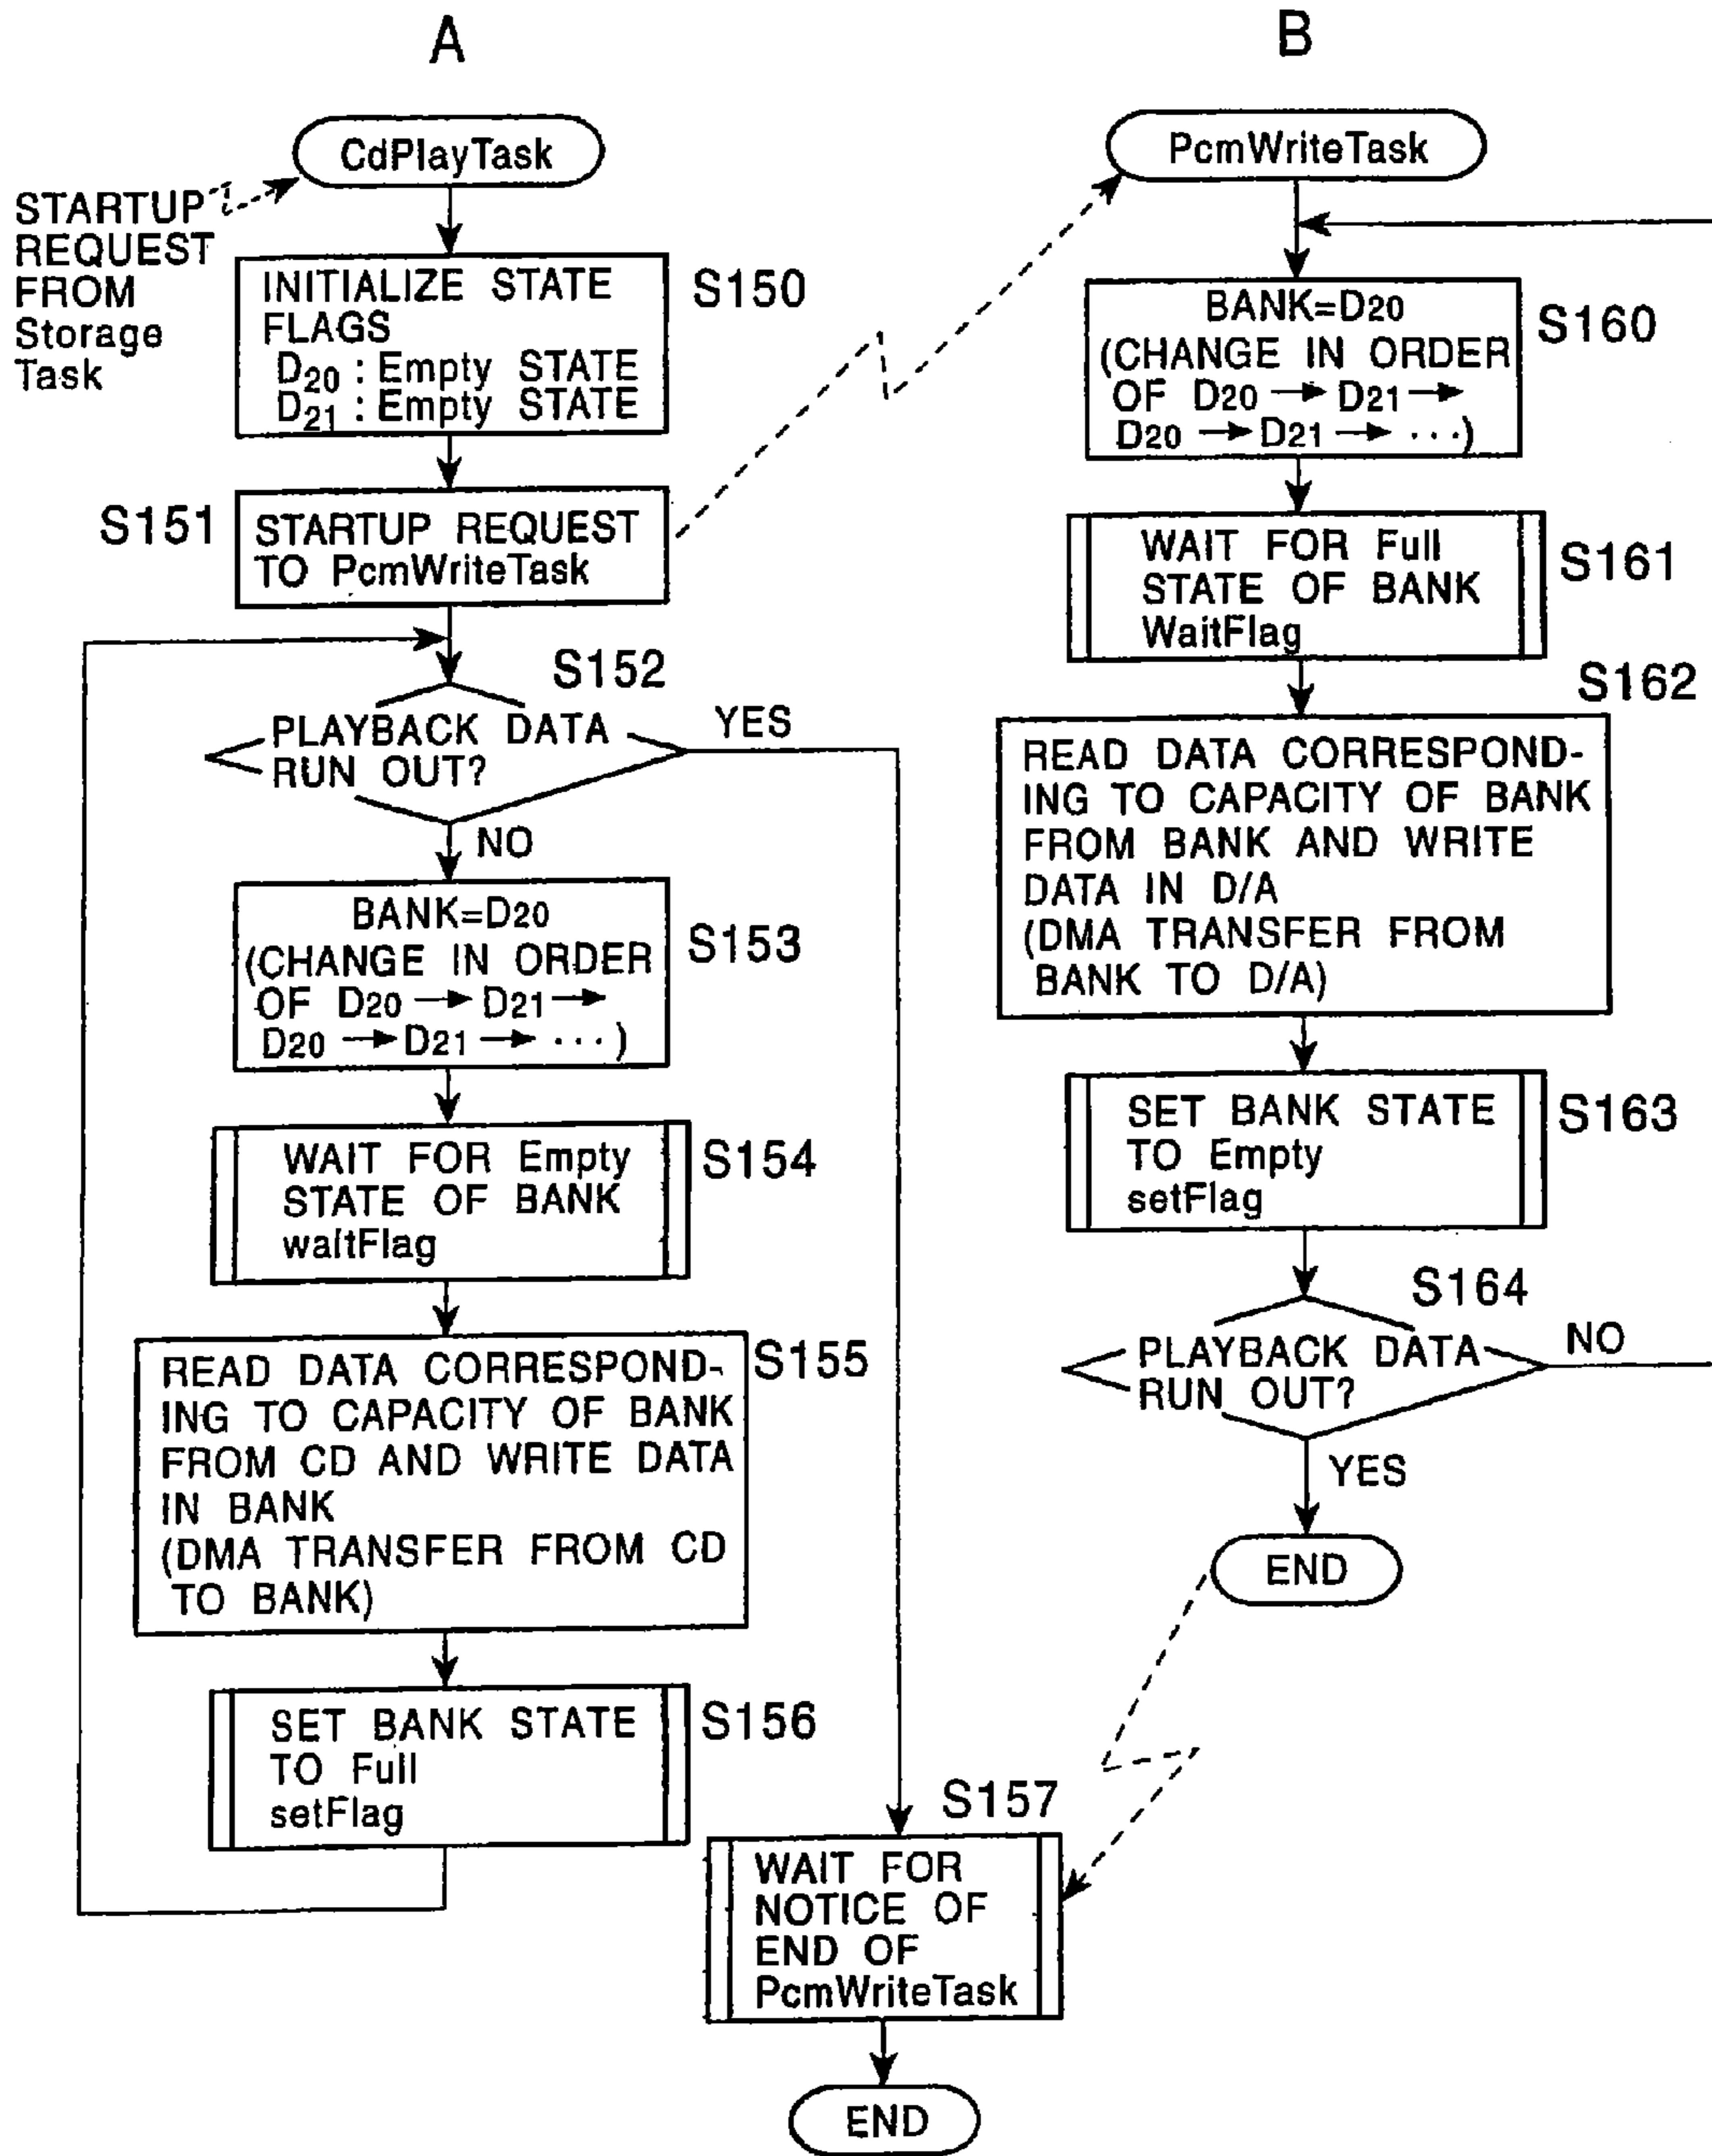 A
CdPlayTask
STARTUP
REQUEST
FROM
Storage
Task
INITIALIZE STATE
FLAGS
D20 : Empty STATE
D21 : Empty STATE
S150
S151
STARTUP REQUEST
TO PcmWriteTask
S152
PLAYBACK DATA
RUN OUT?
YES
NO
BANK=D20
(CHANGE IN ORDER
OF D20 → D21 →
D20 → D21 → ···)
S153
WAIT FOR Empty
STATE OF BANK
waitFlag
S154
READ DATA CORRESPOND-
ING TO CAPACITY OF BANK
FROM CD AND WRITE DATA
IN BANK
(DMA TRANSFER FROM CD
TO BANK)
S155
SET BANK STATE
TO Full
setFlag
S156
S157
WAIT FOR
NOTICE OF
END OF
PcmWriteTask
END
B
PcmWriteTask
BANK=D20
(CHANGE IN ORDER
OF D20 → D21 →
D20 → D21 → ···)
S160
WAIT FOR Full
STATE OF BANK
WaitFlag
S161
S162
READ DATA CORRESPOND-
ING TO CAPACITY OF BANK
FROM BANK AND WRITE
DATA IN D/A
(DMA TRANSFER FROM
BANK TO D/A)
SET BANK STATE
TO Empty
setFlag
S163
S164
PLAYBACK DATA
RUN OUT?
NO
YES
END